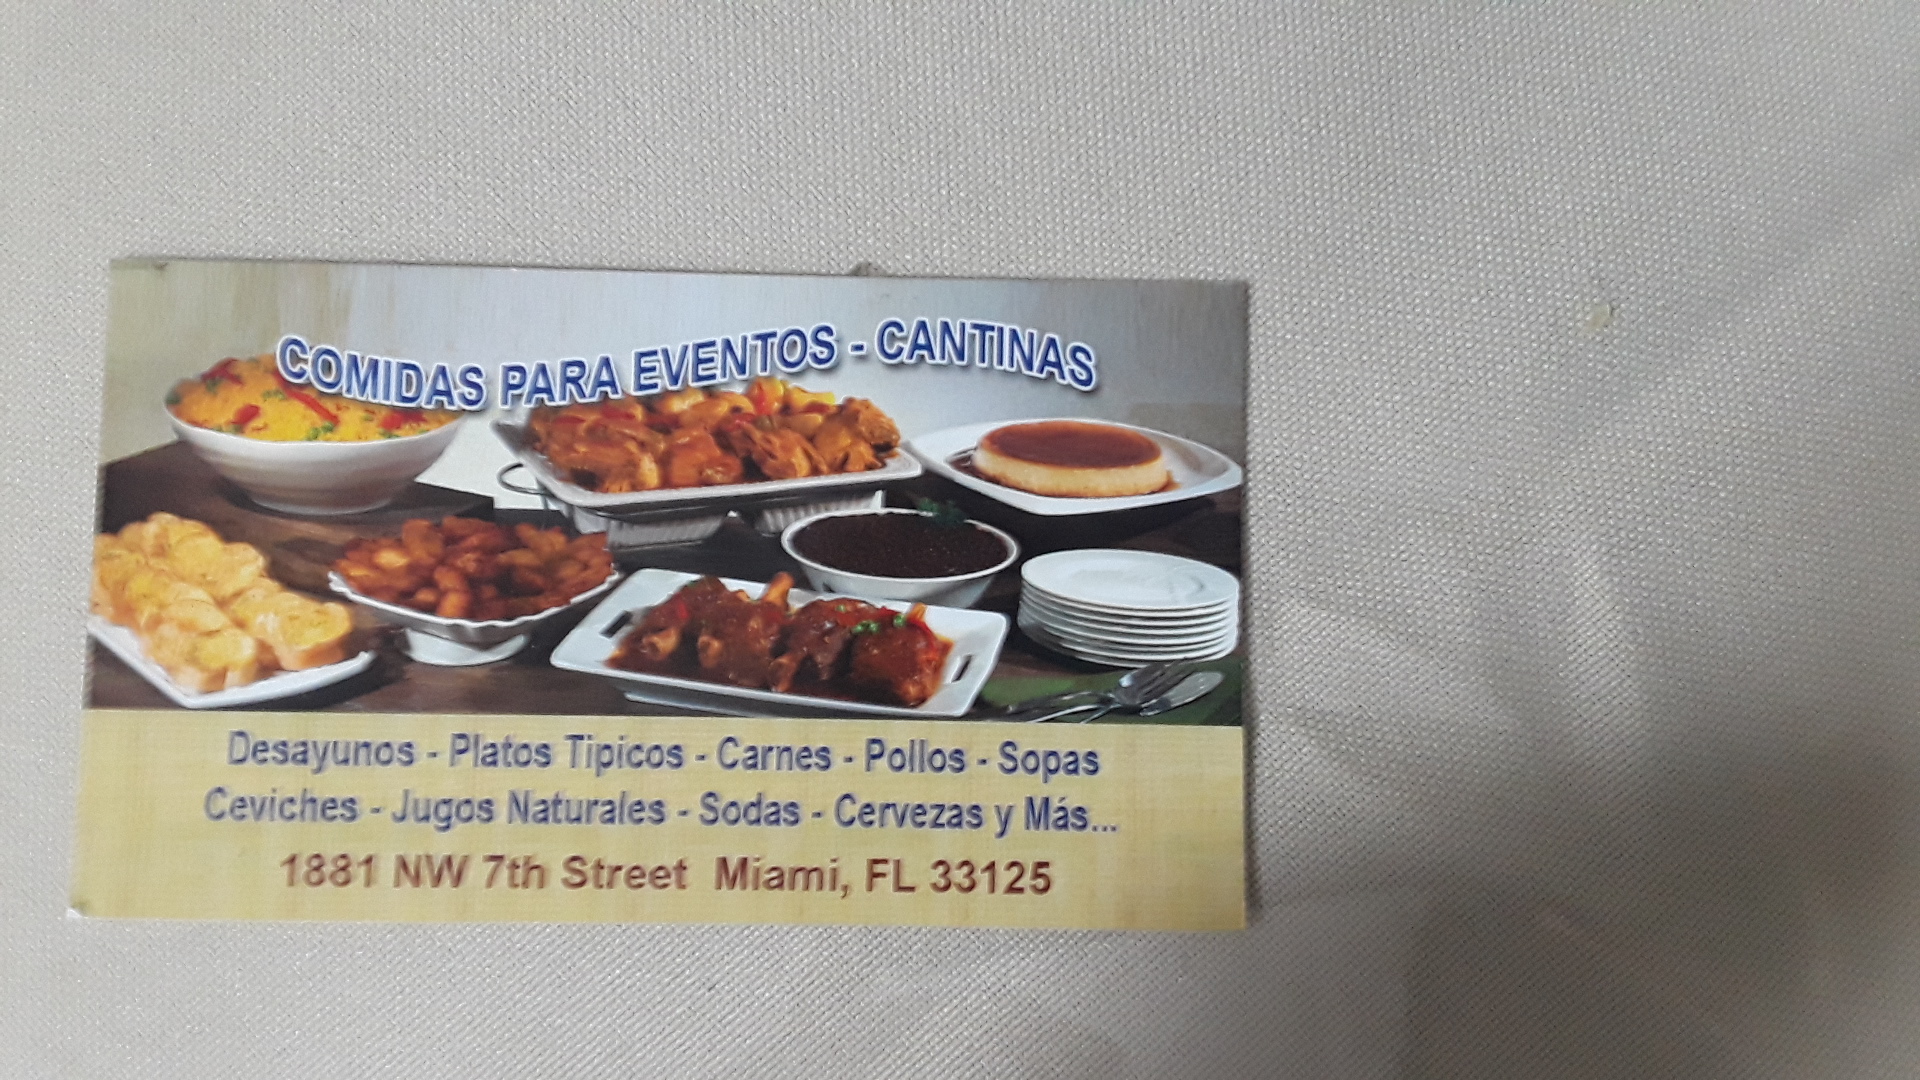 COMIDAS PARA EVENTOS - CANTINAS
Desayunos - Platos Tipicos - Carnes - Pollos - Sopas
Ceviches - Jugos Naturales - Sodas - Cervezas y Más...
1881 NW 7th Street Miami, FL 33125